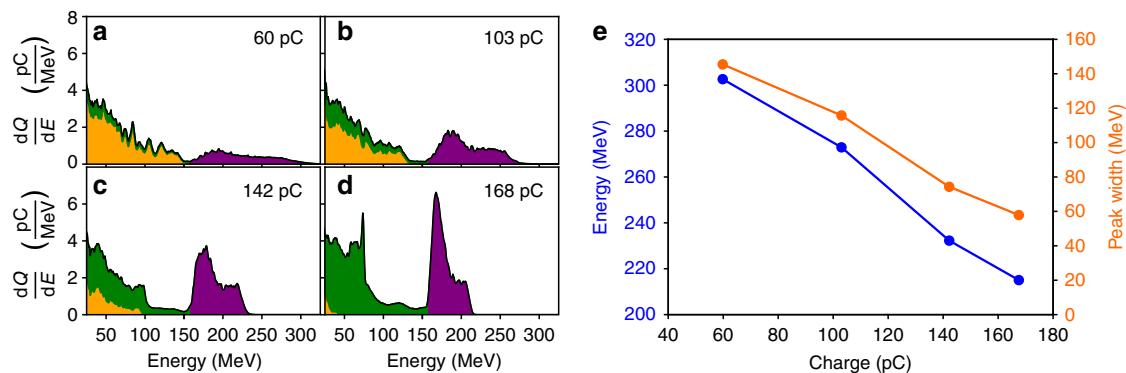 a
60 pC
b
103 pC
8
6
4
2
0
dQ/dE (pC/MeV)
c
142 pC
d
168 pC
6
4
2
0
dQ/dE (pC/MeV)
50 100 150 200 250 300
50 100 150 200 250 300
Energy (MeV)
Energy (MeV)
e
320
300
280
260
240
220
200
Energy (MeV)
160
140
120
100
80
60
40
20
0
Peak width (MeV)
40 60 80 100 120 140 160 180
Charge (pC)